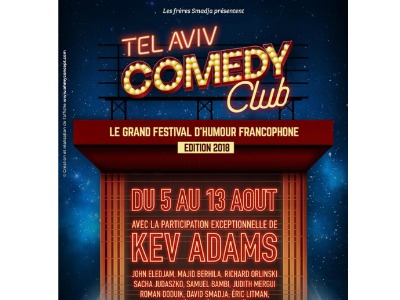 Les frères Smadja présentent
TEL AVIV
COMEDY
Club
LE GRAND FESTIVAL D'HUMOUR FRANCOPHONE
EDITION 2018
DU 5 AU 13 AOUT
AVEC LA PARTICIPATION EXCEPTIONNELLE DE
KEV ADAMS
JOHN ELEDJAM, MAJID BERHILA, RICHARD ORLINSKI
SACHA JUDASZKO, SAMUEL BAMBI, JUDITH MERGUI
ROMAN DODUIK, DAVID SMADJA, ÉRIC LITMAN,